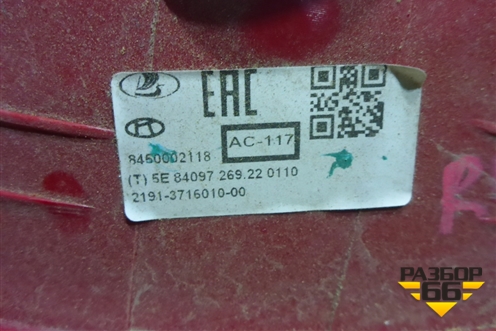 EAC
AC-117
8450002118
(T) 5E 84097 269.22 0110
2191-3716010-00
R
РАЗБОР
66